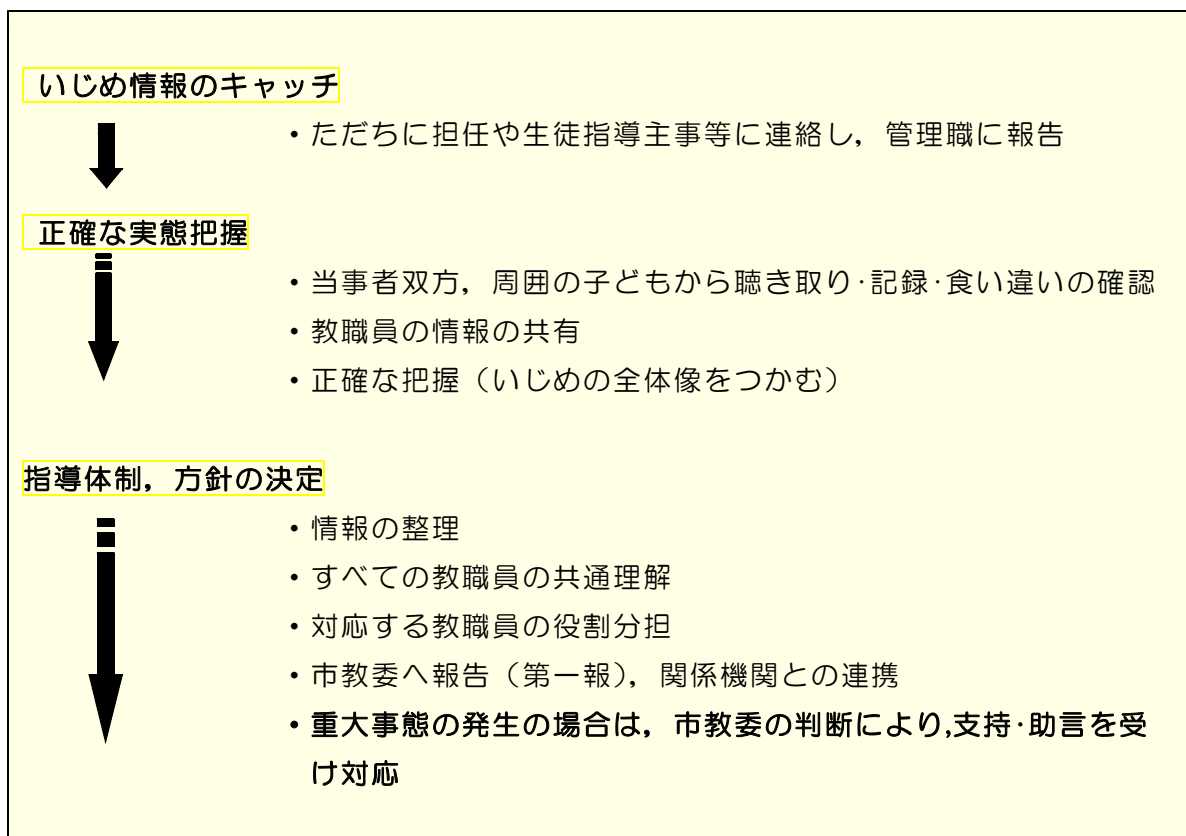 いじめ情報のキャッチ
・ただちに担任や生徒指導主事等に連絡し，管理職に報告
正確な実態把握
・当事者双方，周囲の子どもから聴き取り･記録･食い違いの確認
・教職員の情報の共有
・正確な把握（いじめの全体像をつかむ）
指導体制，方針の決定
・情報の整理
・すべての教職員の共通理解
・対応する教職員の役割分担
・市教委へ報告（第一報），関係機関との連携
・重大事態の発生の場合は，市教委の判断により,支持･助言を受
け対応